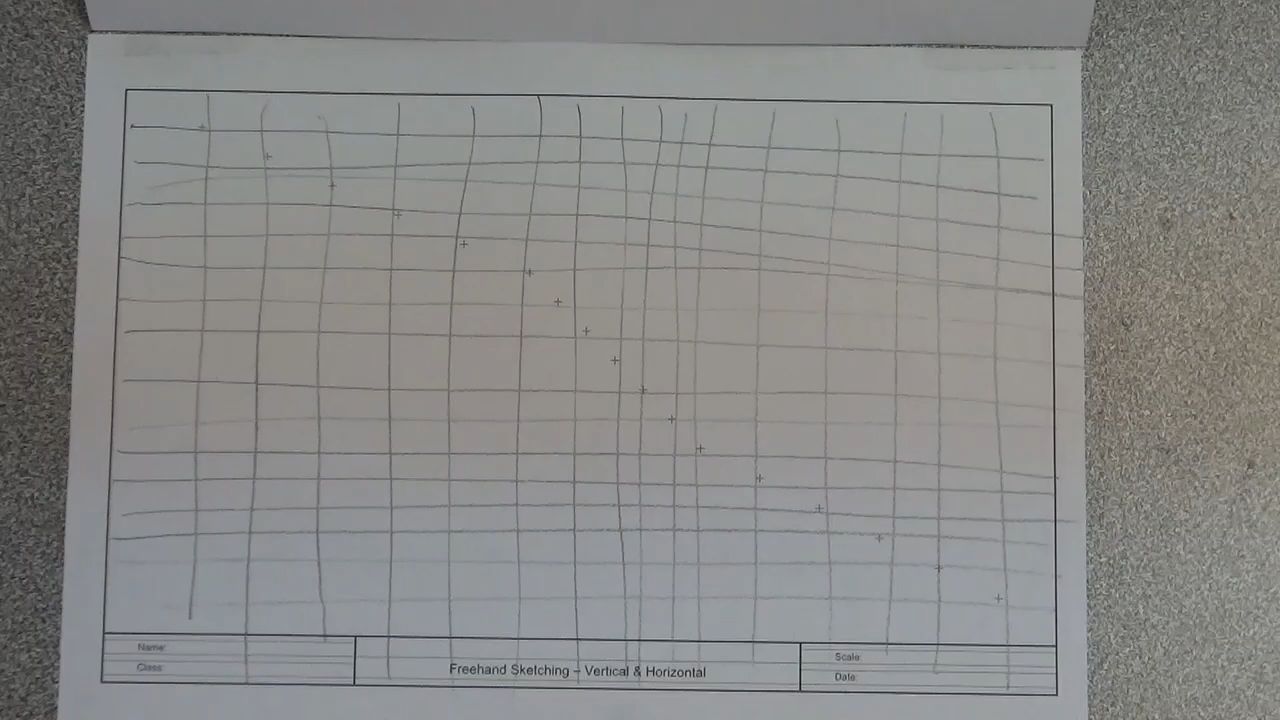 Name:
Class:
Freehand Sketching – Vertical & Horizontal
Scale:
Date: